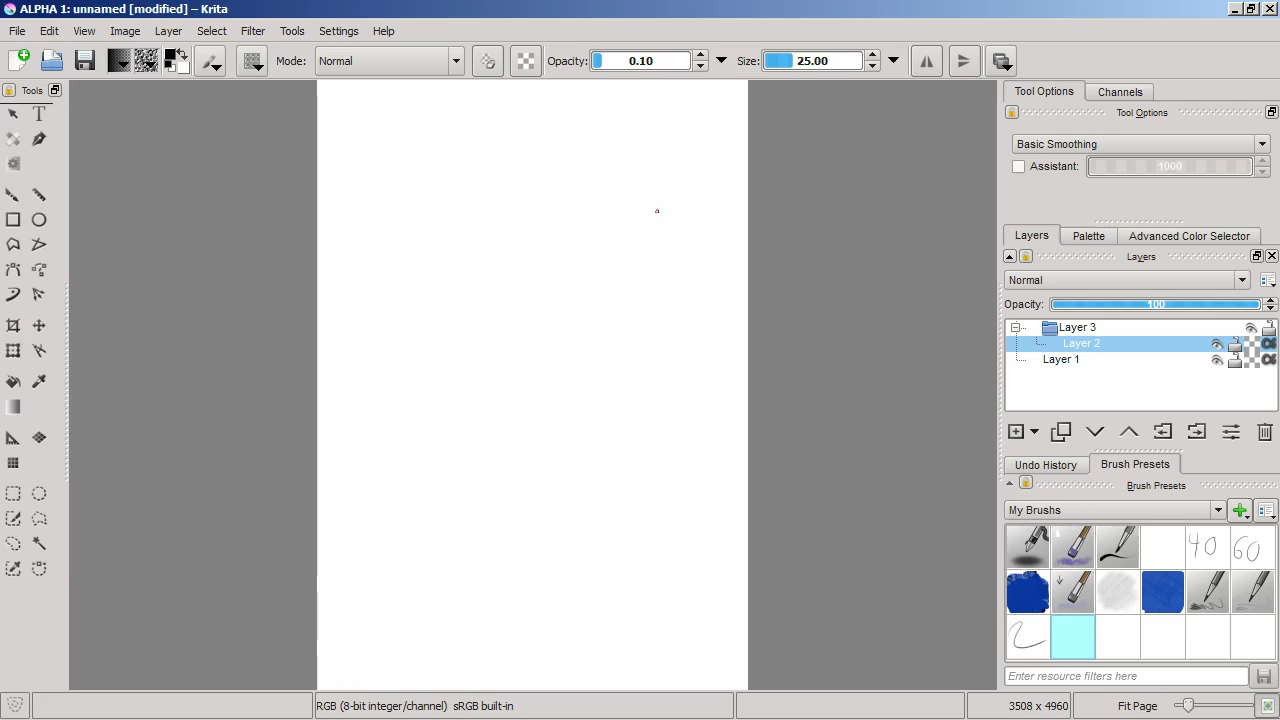 ALPHA 1: unnamed [modified] – Krita
File Edit View Image Layer Select Filter Tools Settings Help
Mode: Normal Opacity: 0.10 Size: 25.00
Tools
T
Tool Options Channels
Tool Options
Basic Smoothing
Assistant: 1000
Layers Palette Advanced Color Selector
Layers
Normal
Opacity: 100
Layer 3
Layer 2
Layer 1
Undo History Brush Presets
Brush Presets
My Brushes
40 60
Enter resource filters here
RGB (8-bit integer/channel) sRGB built-in 3508 x 4960 Fit Page